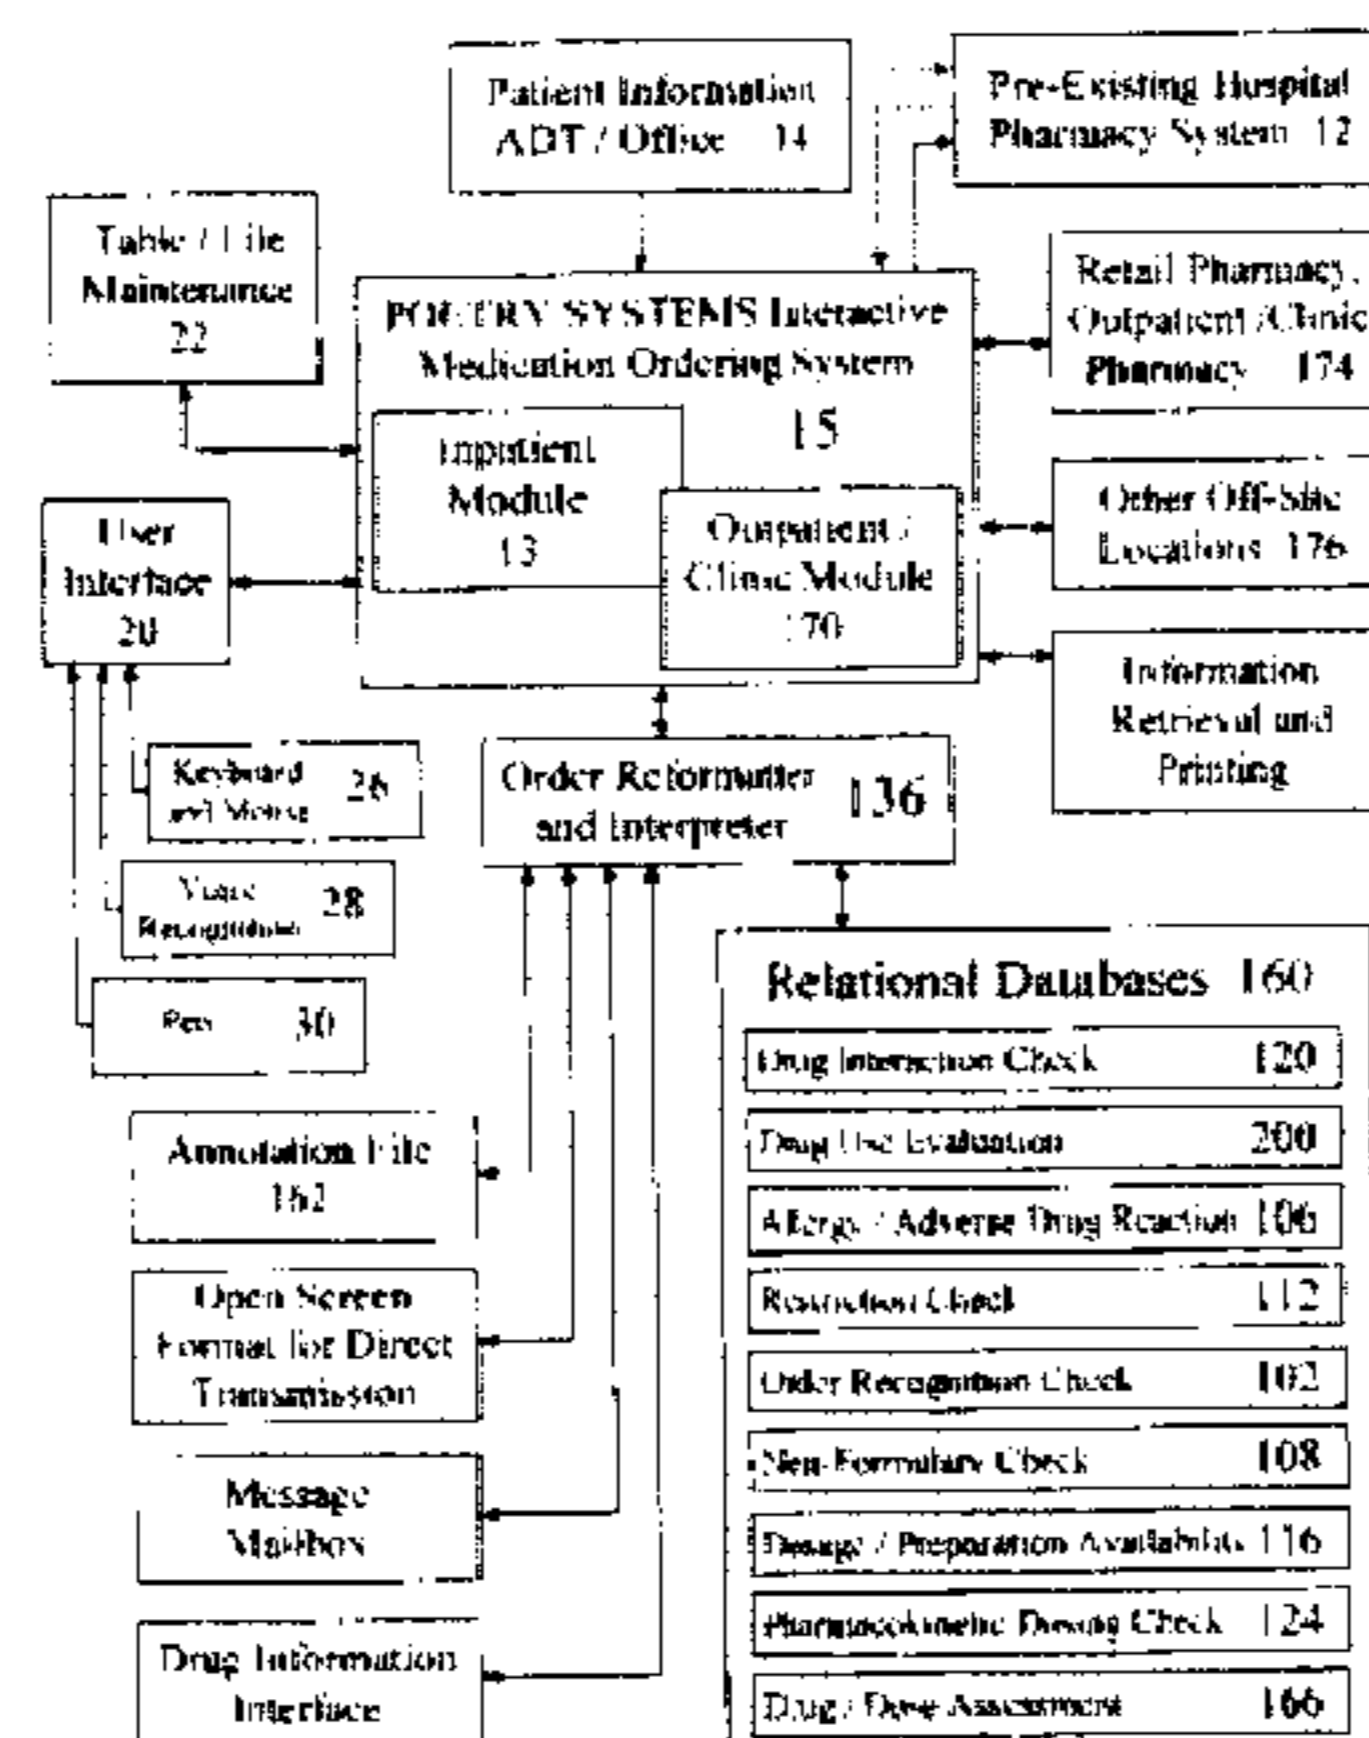 Patient Information
ADT / Office 14
Pre-Existing Hospital
Pharmacy System 12
Table / File
Maintenance
22
Retail Pharmacy,
Outpatient /Clinic
Pharmacy 174
SYSTEMS Interactive
Medication Ordering System
15
Inpatient
Module
13
Outpatient /
Clinic Module
170
Other Off-Site
Locations 176
User
Interface
20
Information
Retrieval and
Printing
Keyboard
and Mouse 26
Order Reformatter
and Interpreter 136
Voice
Recognition 28
Pen 30
Relational Databases 160
Drug Interaction Check 120
Drug Use Evaluation 200
Allergy / Adverse Drug Reaction 106
Restriction Check 112
Order Recognition Check 102
Non-Formulary Check 108
Dosage / Preparation Availability 116
Pharmacokinetic Dosing Check 124
Drug / Dose Assessment 166
Annotation File
162
Open Screen
Format for Direct
Transmission
Message
Mailbox
Drug Information
Interface